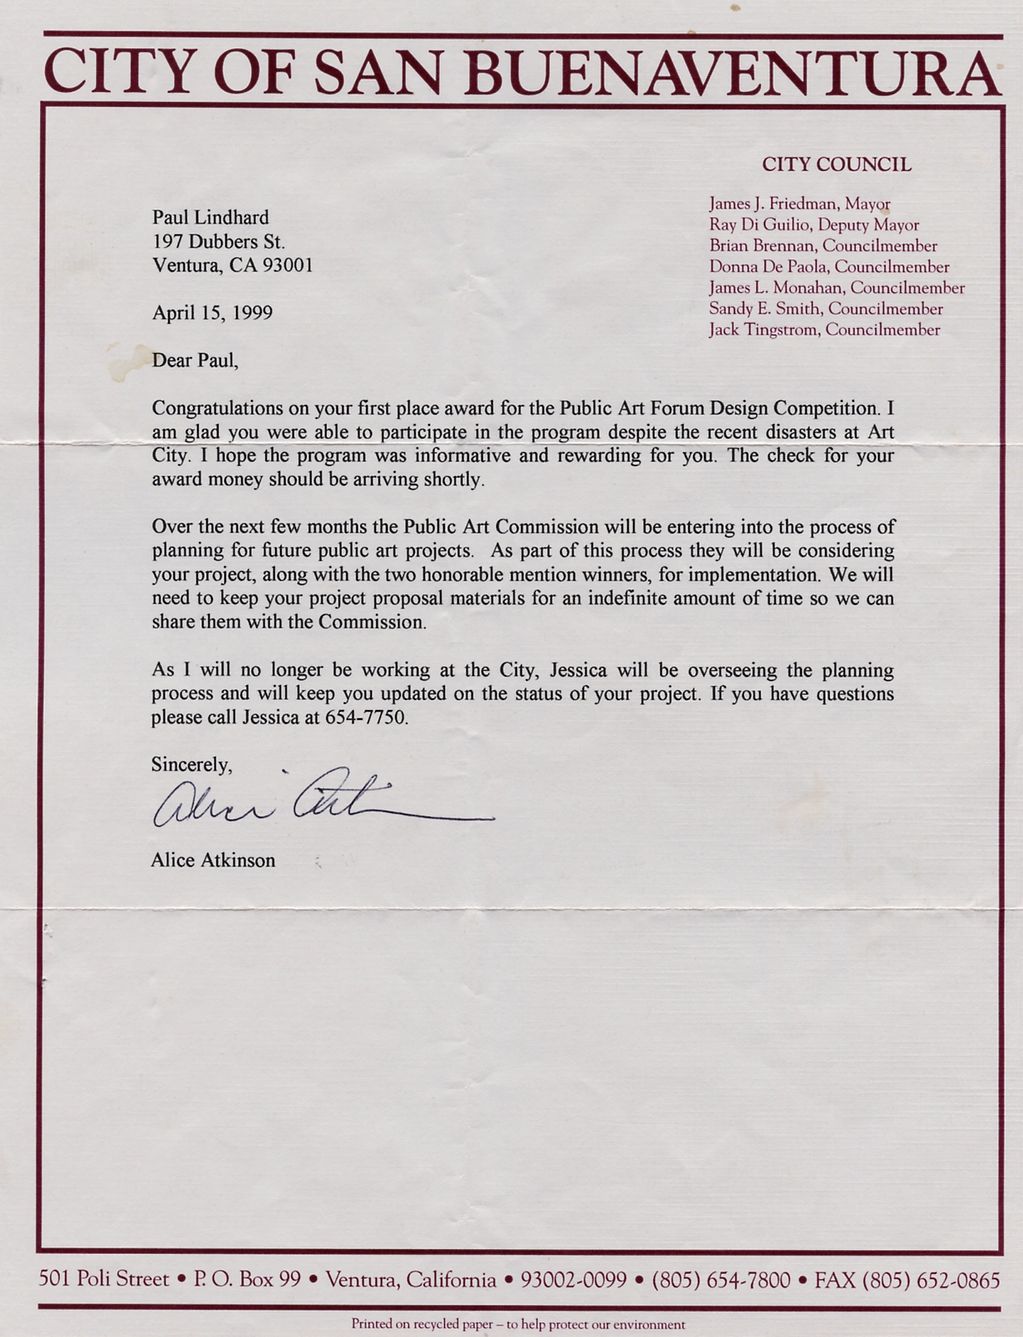 CITY OF SAN BUENAVENTURA
CITY COUNCIL
James J. Friedman, Mayor
Ray Di Guilio, Deputy Mayor
Brian Brennan, Councilmember
Donna De Paola, Councilmember
James L. Monahan, Councilmember
Sandy E. Smith, Councilmember
Jack Tingstrom, Councilmember
Paul Lindhard
197 Dubbers St.
Ventura, CA 93001
April 15, 1999
Dear Paul,
Congratulations on your first place award for the Public Art Forum Design Competition. I
am glad you were able to participate in the program despite the recent disasters at Art
City. I hope the program was informative and rewarding for you. The check for your
award money should be arriving shortly.
Over the next few months the Public Art Commission will be entering into the process of
planning for future public art projects. As part of this process they will be considering
your project, along with the two honorable mention winners, for implementation. We will
need to keep your project proposal materials for an indefinite amount of time so we can
share them with the Commission.
As I will no longer be working at the City, Jessica will be overseeing the planning
process and will keep you updated on the status of your project. If you have questions
please call Jessica at 654-7750.
Sincerely,
Alice Atkinson
501 Poli Street • P. O. Box 99 • Ventura, California • 93002-0099 • (805) 654-7800 • FAX (805) 652-0865
Printed on recycled paper – to help protect our environment